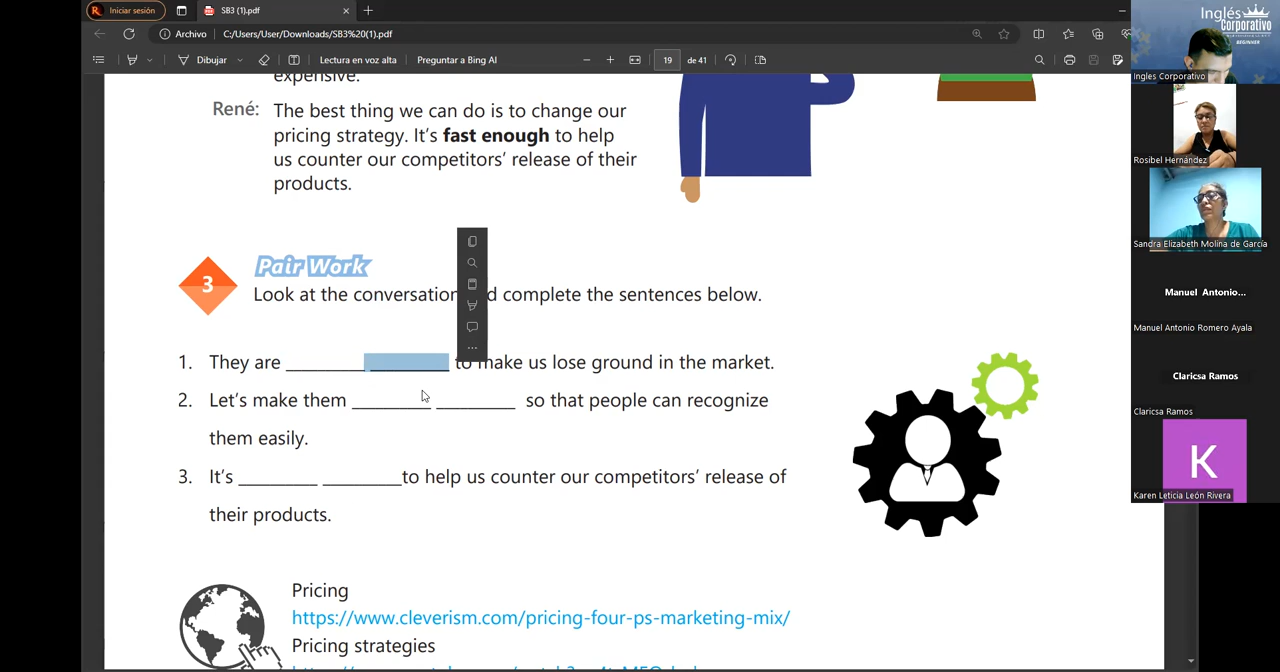 Iniciar sesión
SB3 (1).pdf
Archivo
C:/Users/User/Downloads/SB3%20(1).pdf
Dibujar
Lectura en voz alta
Preguntar a Bing AI
19
de 41
expensive.
René: The best thing we can do is to change our
pricing strategy. It's fast enough to help
us counter our competitors' release of their
products.
3
Pair Work
Look at the conversation nd complete the sentences below.
1. They are _________ _________ to make us lose ground in the market.
2. Let's make them _________ _________ so that people can recognize
them easily.
3. It's _________ _________to help us counter our competitors' release of
their products.
Pricing
https://www.cleverism.com/pricing-four-ps-marketing-mix/
Pricing strategies
Inglés
Corporativo
BEGINNER
Ingles Corporativo
Rosibel Hernández
Sandra Elizabeth Molina de García
Manuel Antonio...
Manuel Antonio Romero Ayala
Claricsa Ramos
Claricsa Ramos
K
Karen Leticia León Rivera